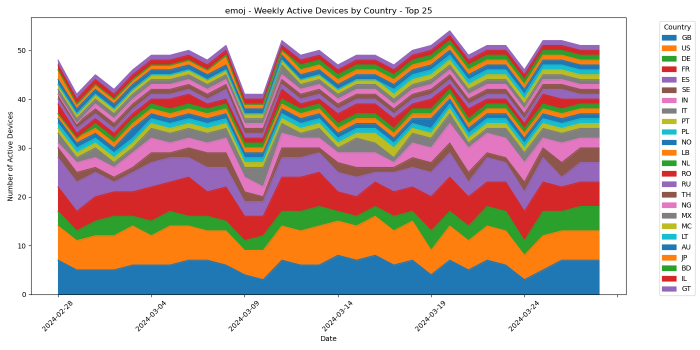 emoj - Weekly Active Devices by Country - Top 25
Number of Active Devices
50
40
30
20
10
0
2024-02-28
2024-03-04
2024-03-09
2024-03-14
2024-03-19
2024-03-24
Date
Country
GB
US
DE
FR
ES
SE
IN
IT
PT
PL
NO
LB
NL
RO
RU
TH
NG
MX
MC
LT
AU
JP
BD
IL
GT